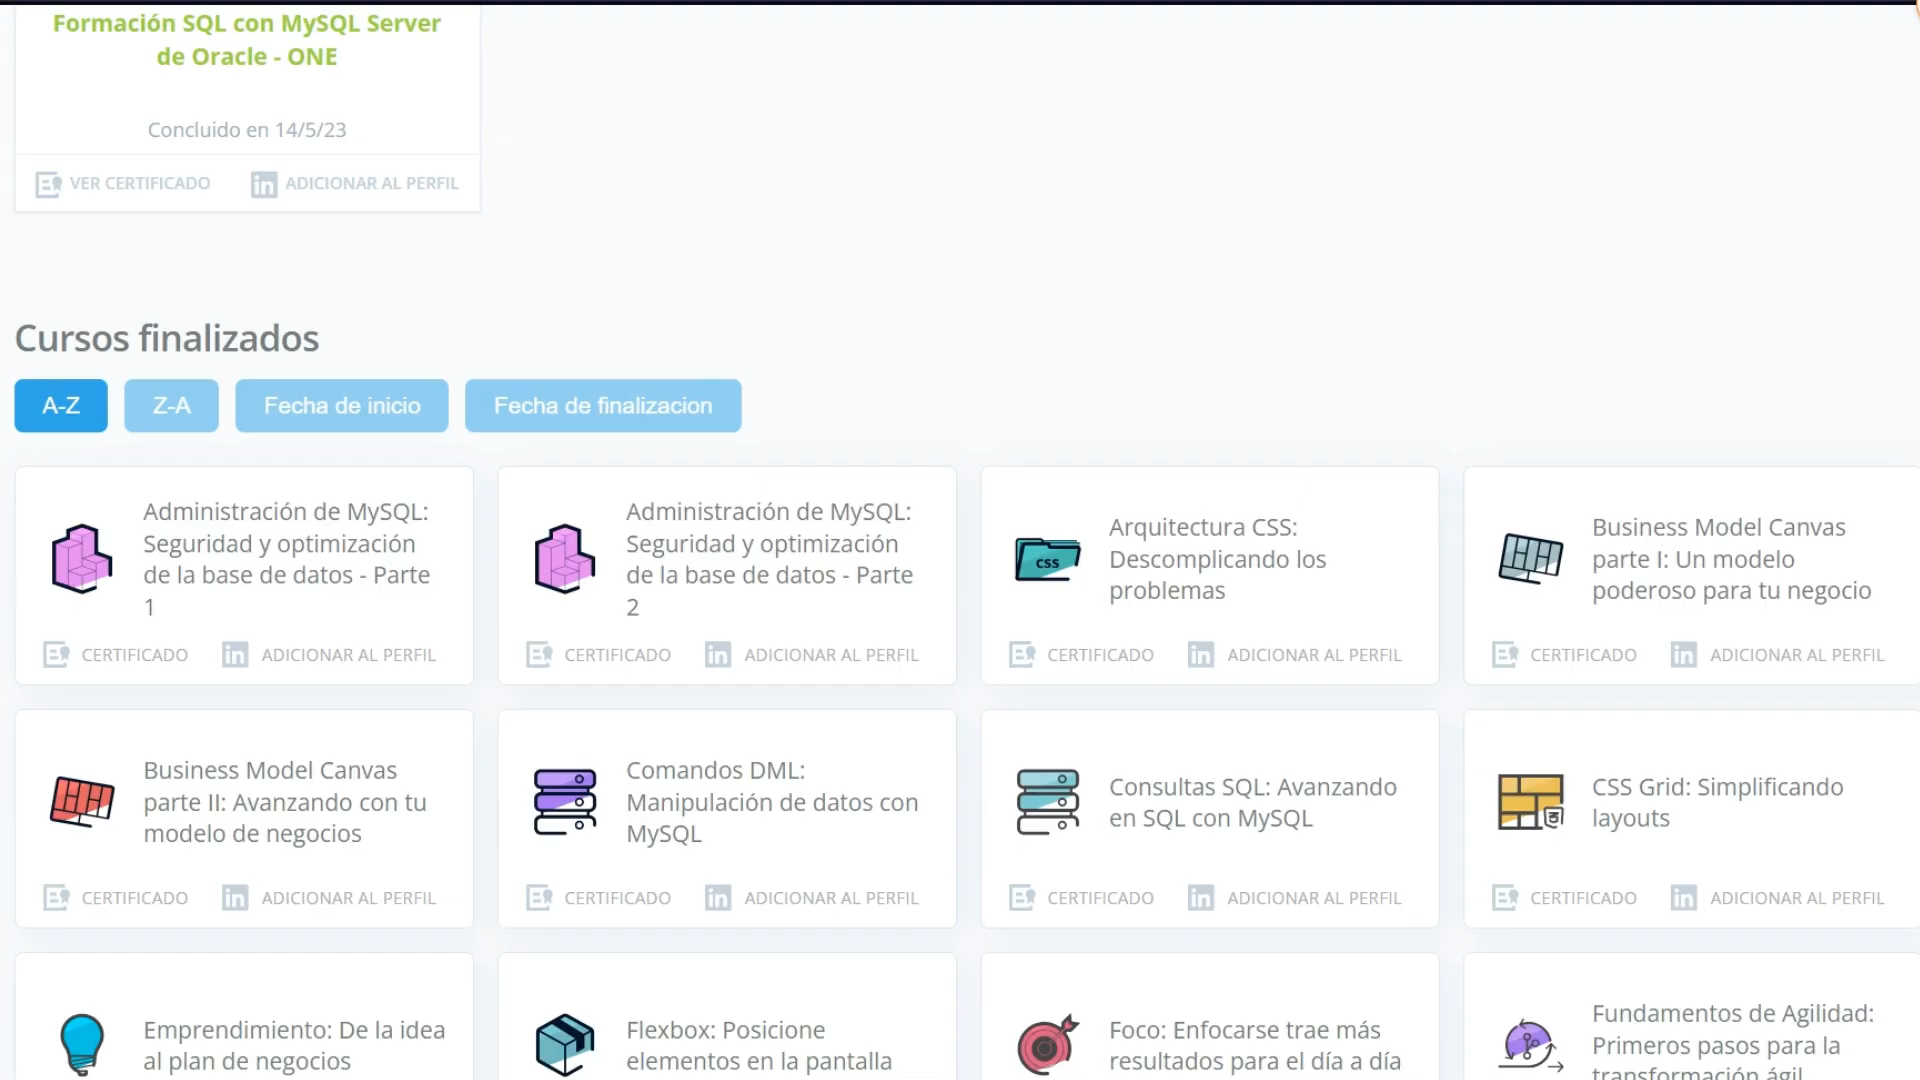 Formación SQL con MySQL Server
de Oracle - ONE
Concluido en 14/5/23
VER CERTIFICADO
ADICIONAR AL PERFIL
Cursos finalizados
A-Z
Z-A
Fecha de inicio
Fecha de finalizacion
Administración de MySQL:
Seguridad y optimización
de la base de datos - Parte
1
CERTIFICADO
ADICIONAR AL PERFIL
Administración de MySQL:
Seguridad y optimización
de la base de datos - Parte
2
CERTIFICADO
ADICIONAR AL PERFIL
css
Arquitectura CSS:
Descomplicando los
problemas
CERTIFICADO
ADICIONAR AL PERFIL
Business Model Canvas
parte I: Un modelo
poderoso para tu negocio
CERTIFICADO
ADICIONAR AL PERFIL
Business Model Canvas
parte II: Avanzando con tu
modelo de negocios
CERTIFICADO
ADICIONAR AL PERFIL
Comandos DML:
Manipulación de datos con
MySQL
CERTIFICADO
ADICIONAR AL PERFIL
Consultas SQL: Avanzando
en SQL con MySQL
CERTIFICADO
ADICIONAR AL PERFIL
CSS Grid: Simplificando
layouts
CERTIFICADO
ADICIONAR AL PERFIL
Emprendimiento: De la idea
al plan de negocios
Flexbox: Posicione
elementos en la pantalla
Foco: Enfocarse trae más
resultados para el día a día
Fundamentos de Agilidad:
Primeros pasos para la
transformación ágil